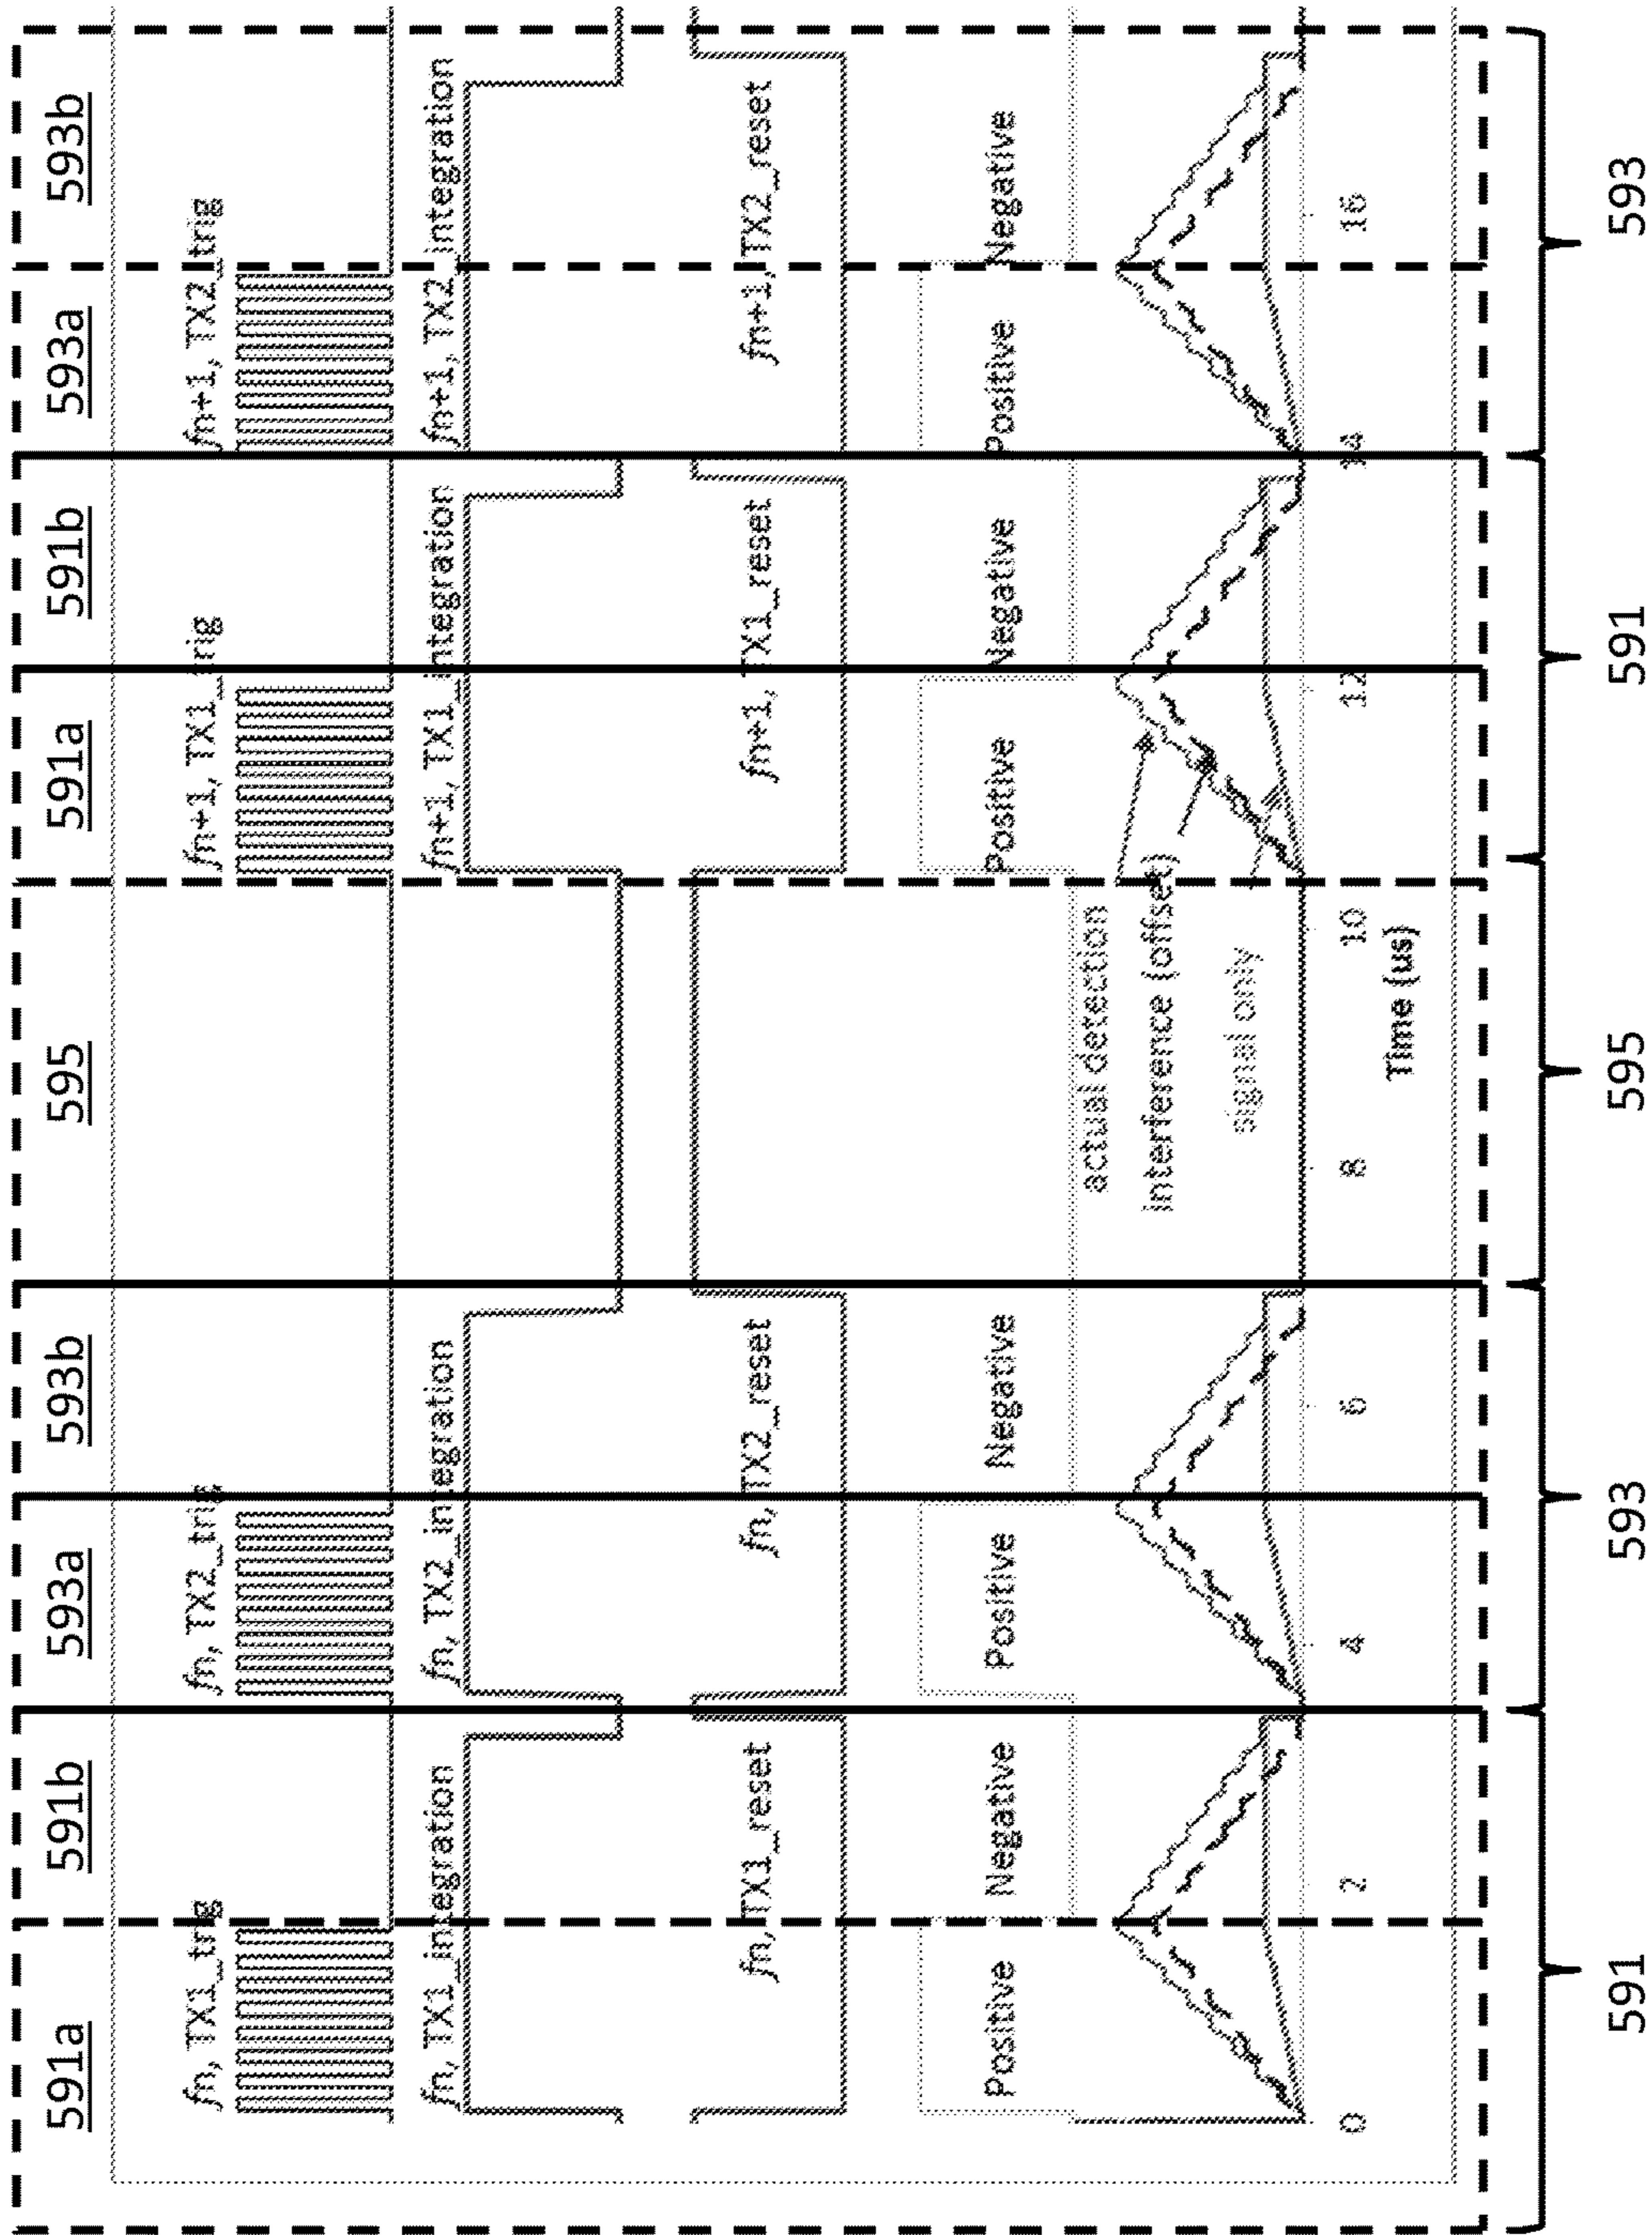 591a 591b 593a 593b 595 591a 591b 593a 593b
fn, TX1_trig fn, TX2_trig fn+1, TX1_trig fn+1, TX2_trig
fn, TX1_integration fn, TX2_integration fn+1, TX1_integration fn+1, TX2_integration
fn, TX1_reset fn, TX2_reset fn+1, TX1_reset fn+1, TX2_reset
Positive Negative Positive Negative Positive Negative Positive Negative
actual detection
Interference (offset)
signal only
0 2 4 6 8 10 12 14 16
Time (us)
591 593 595 591 593